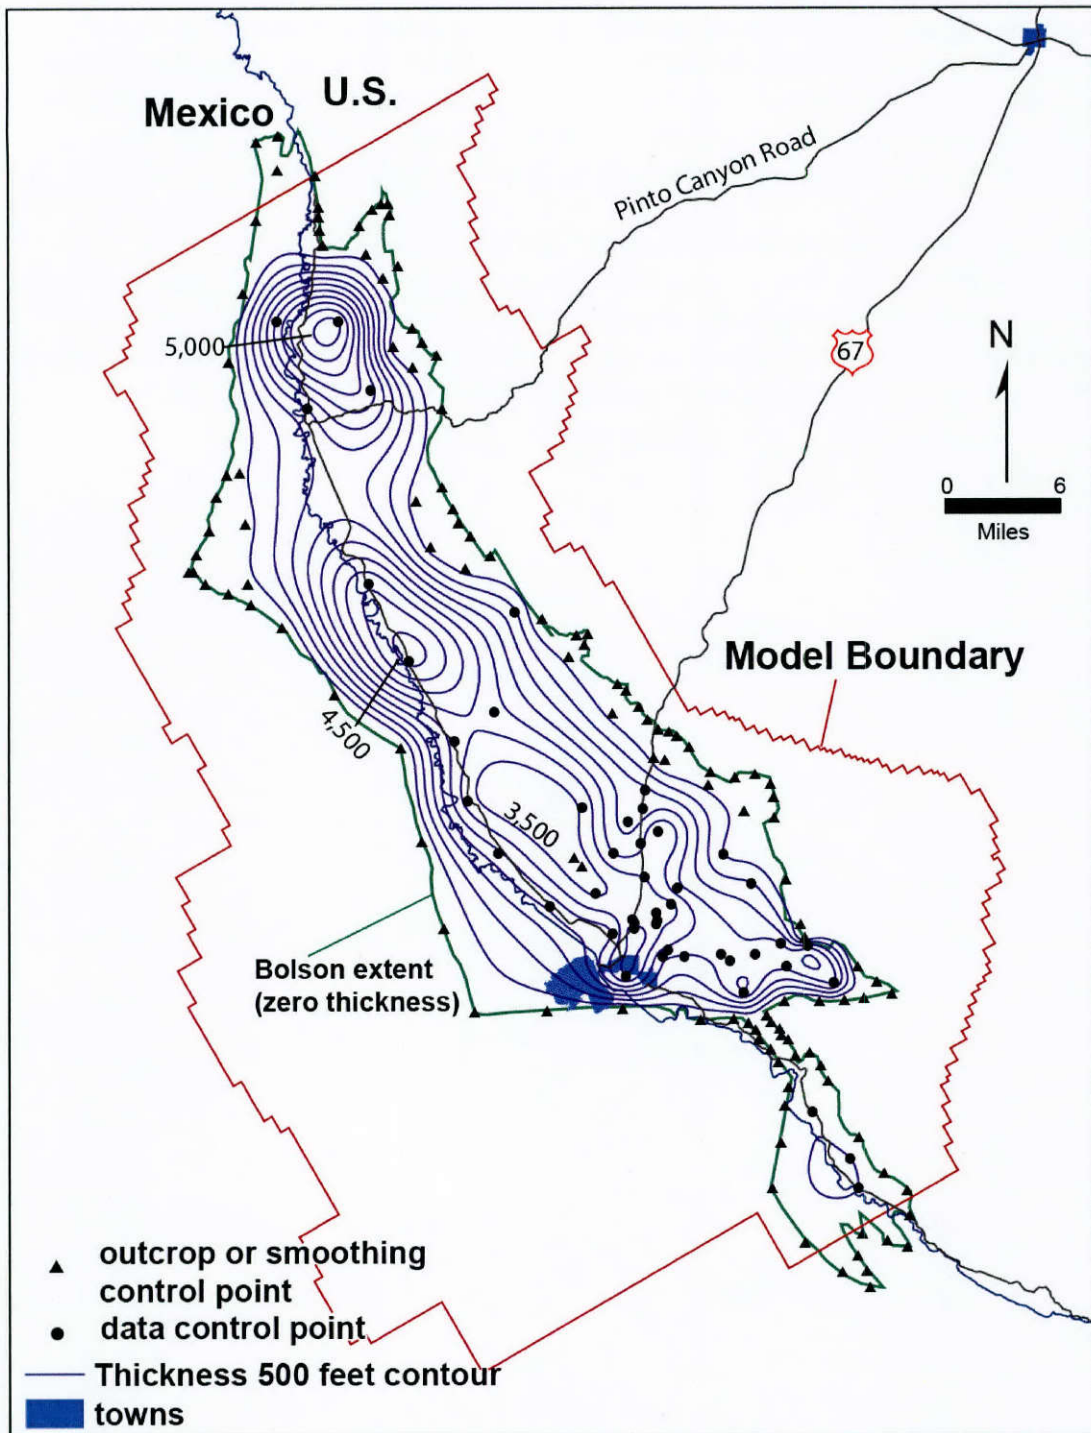 U.S.
Mexico
Pinto Canyon Road
5,000
67
N
0 6
Miles
Model Boundary
4,500
3,500
Bolson extent
(zero thickness)
outcrop or smoothing
control point
data control point
Thickness 500 feet contour
towns